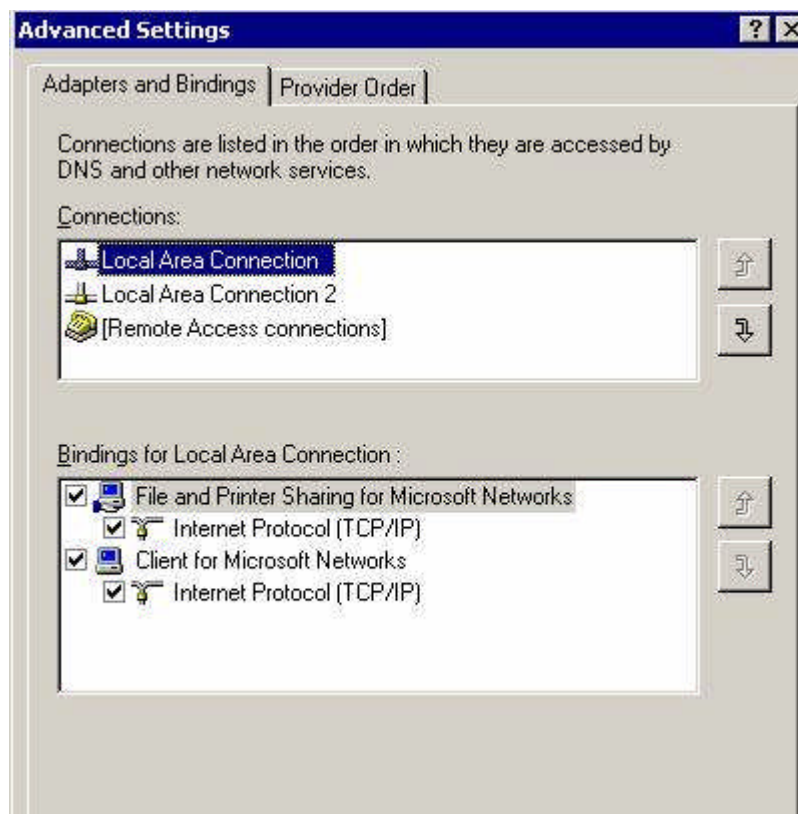 Advanced Settings
Adapters and Bindings
Provider Order
Connections are listed in the order in which they are accessed by
DNS and other network services.
Connections:
Local Area Connection
Local Area Connection 2
[Remote Access connections]
Bindings for Local Area Connection :
File and Printer Sharing for Microsoft Networks
Internet Protocol (TCP/IP)
Client for Microsoft Networks
Internet Protocol (TCP/IP)